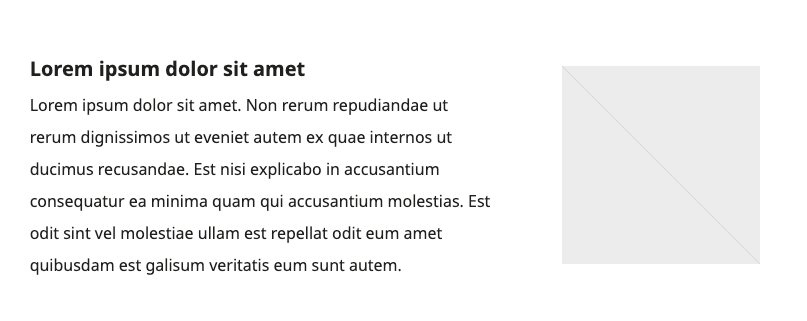 Lorem ipsum dolor sit amet
Lorem ipsum dolor sit amet. Non rerum repudiandae ut
rerum dignissimos ut eveniet autem ex quae internos ut
ducimus recusandae. Est nisi explicabo in accusantium
consequatur ea minima quam qui accusantium molestias. Est
odit sint vel molestiae ullam est repellat odit eum amet
quibusdam est galisum veritatis eum sunt autem.